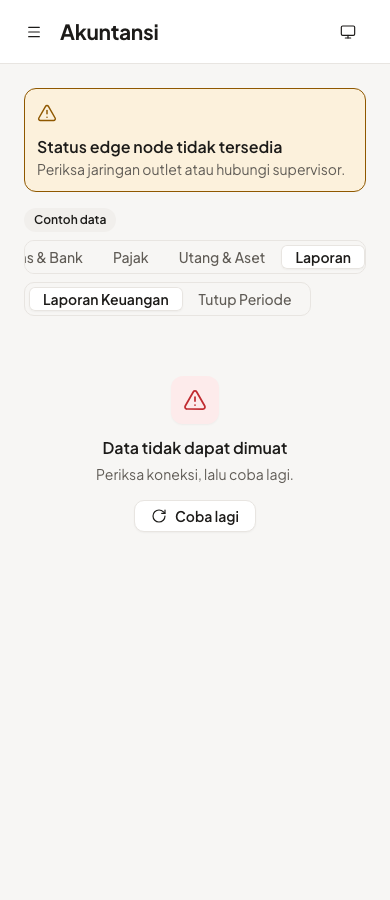 Akuntansi
Status edge node tidak tersedia
Periksa jaringan outlet atau hubungi supervisor.
Contoh data
& Bank Pajak Utang & Aset Laporan
Laporan Keuangan Tutup Periode
Data tidak dapat dimuat
Periksa koneksi, lalu coba lagi.
Coba lagi